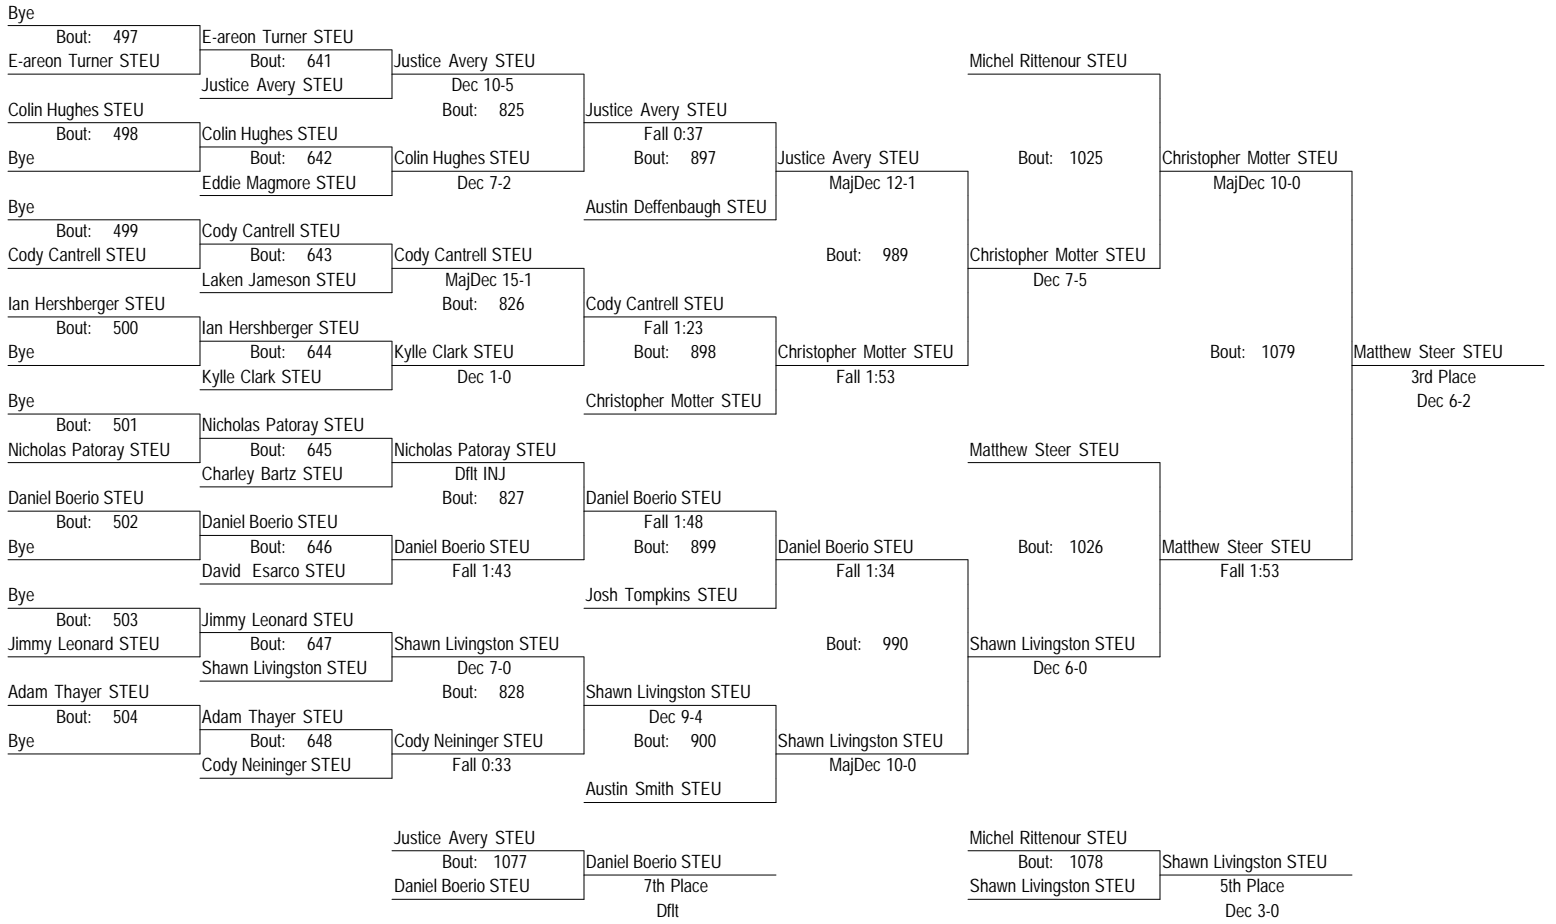 Bye
Bout: 497
E-areon Turner STEU
E-areon Turner STEU
Bout: 641
Justice Avery STEU
Justice Avery STEU
Dec 10-5
Bout: 825
Colin Hughes STEU
Bout: 498
Bye
Colin Hughes STEU
Bout: 642
Eddie Magmore STEU
Colin Hughes STEU
Dec 7-2
Justice Avery STEU
Fall 0:37
Bout: 897
Austin Deffenbaugh STEU
Justice Avery STEU
MajDec 12-1
Bout: 989
Bye
Bout: 499
Cody Cantrell STEU
Cody Cantrell STEU
Bout: 643
Laken Jameson STEU
Cody Cantrell STEU
MajDec 15-1
Bout: 826
Ian Hershberger STEU
Bout: 500
Bye
Ian Hershberger STEU
Bout: 644
Kylle Clark STEU
Kylle Clark STEU
Dec 1-0
Cody Cantrell STEU
Fall 1:23
Bout: 898
Christopher Motter STEU
Christopher Motter STEU
Fall 1:53
Michel Rittenour STEU
Bout: 1025
Christopher Motter STEU
Dec 7-5
Christopher Motter STEU
MajDec 10-0
Bout: 1079
Matthew Steer STEU
3rd Place
Dec 6-2
Bye
Bout: 501
Nicholas Patoray STEU
Nicholas Patoray STEU
Bout: 645
Charley Bartz STEU
Nicholas Patoray STEU
Dflt INJ
Bout: 827
Daniel Boerio STEU
Bout: 502
Bye
Daniel Boerio STEU
Bout: 646
David Esarco STEU
Daniel Boerio STEU
Fall 1:43
Daniel Boerio STEU
Fall 1:48
Bout: 899
Josh Tompkins STEU
Daniel Boerio STEU
Fall 1:34
Bout: 990
Bye
Bout: 503
Jimmy Leonard STEU
Jimmy Leonard STEU
Bout: 647
Shawn Livingston STEU
Shawn Livingston STEU
Dec 7-0
Bout: 828
Adam Thayer STEU
Bout: 504
Bye
Adam Thayer STEU
Bout: 648
Cody Neininger STEU
Cody Neininger STEU
Fall 0:33
Shawn Livingston STEU
Dec 9-4
Bout: 900
Austin Smith STEU
Shawn Livingston STEU
MajDec 10-0
Matthew Steer STEU
Bout: 1026
Shawn Livingston STEU
Dec 6-0
Matthew Steer STEU
Fall 1:53
Justice Avery STEU
Bout: 1077
Daniel Boerio STEU
Daniel Boerio STEU
7th Place
Dflt
Michel Rittenour STEU
Bout: 1078
Shawn Livingston STEU
Shawn Livingston STEU
5th Place
Dec 3-0